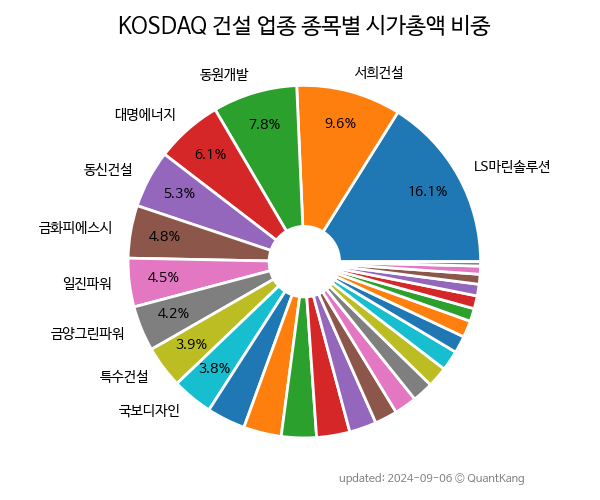 KOSDAQ 건설 업종 종목별 시가총액 비중
LS마린솔루션
16.1%
서희건설
9.6%
동원개발
7.8%
대명에너지
6.1%
동신건설
5.3%
금화피에스시
4.8%
일진파워
4.5%
금양그린파워
4.2%
특수건설
3.9%
국보디자인
3.8%
updated: 2024-09-06 © QuantKang